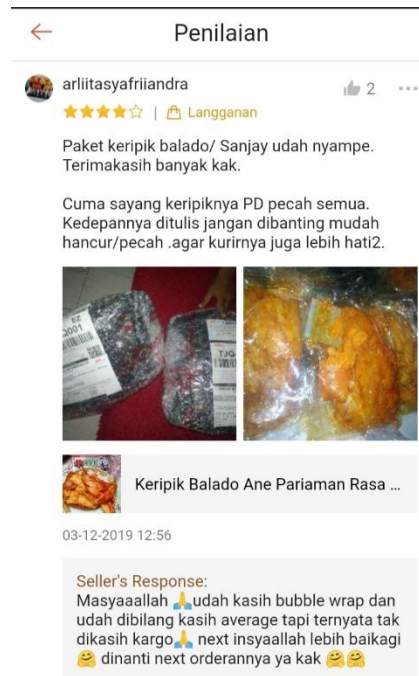 Penilaian
arliitasyafriiandra
2
Langganan
Paket keripik balado/ Sanjay udah nyampe.
Terimakasih banyak kak.
Cuma sayang keripiknya PD pecah semua.
Kedepannya ditulis jangan dibanting mudah
hancur/pecah .agar kurirnya juga lebih hati2.
EZ
TJQ
Keripik Balado Ane Pariaman Rasa ...
03-12-2019 12:56
Seller's Response:
Masyaaallah 🙏udah kasih bubble wrap dan
udah dibilang kasih average tapi ternyata tak
dikasih kargo🙏 next insyaallah lebih baikagi
🤗 dinanti next orderannya ya kak 🤗🤗